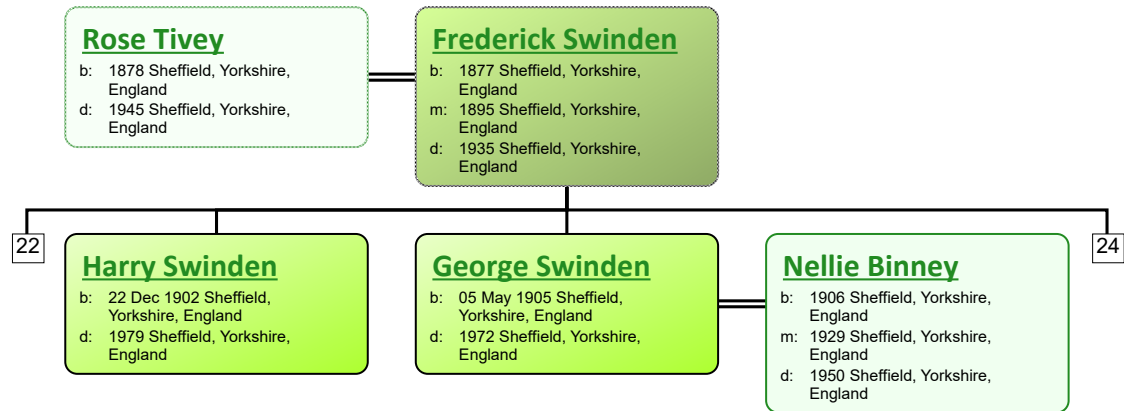 Rose Tivey
b: 1878 Sheffield, Yorkshire,
England
d: 1945 Sheffield, Yorkshire,
England
Frederick Swinden
b: 1877 Sheffield, Yorkshire,
England
m: 1895 Sheffield, Yorkshire,
England
d: 1935 Sheffield, Yorkshire,
England
22
Harry Swinden
b: 22 Dec 1902 Sheffield,
Yorkshire, England
d: 1979 Sheffield, Yorkshire,
England
George Swinden
b: 05 May 1905 Sheffield,
Yorkshire, England
d: 1972 Sheffield, Yorkshire,
England
Nellie Binney
b: 1906 Sheffield, Yorkshire,
England
m: 1929 Sheffield, Yorkshire,
England
d: 1950 Sheffield, Yorkshire,
England
24